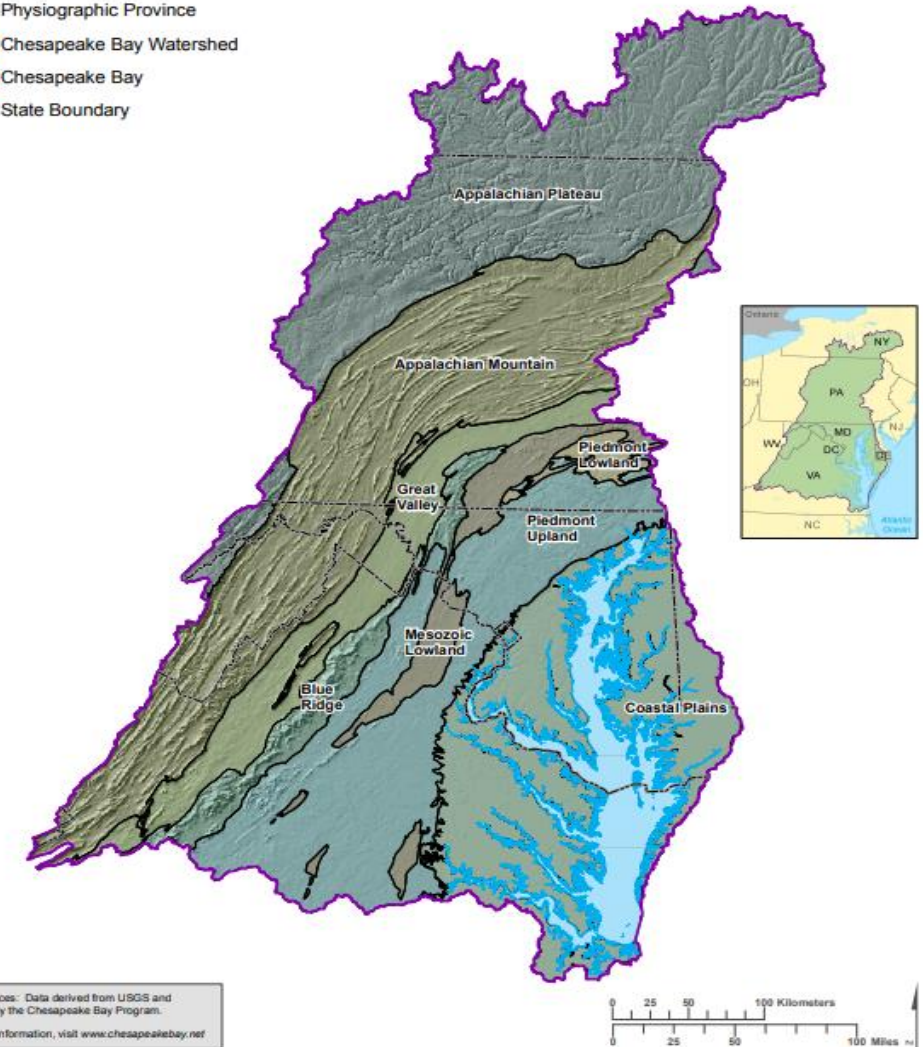 Physiographic Province
Chesapeake Bay Watershed
Chesapeake Bay
State Boundary
Appalachian Plateau
Appalachian Mountain
Piedmont
Lowland
Great
Valley
Piedmont
Upland
Mesozoic
Lowland
Blue
Ridge
Coastal Plains
Ontario
NY
OH
PA
NJ
MD
WV
DC
DE
VA
Atlantic
Ocean
NC
ces: Data derived from USGS and
by the Chesapeake Bay Program.
nformation, visit www.chesapeakebay.net
0 25 50 100 Kilometers
0 25 50 100 Miles
N